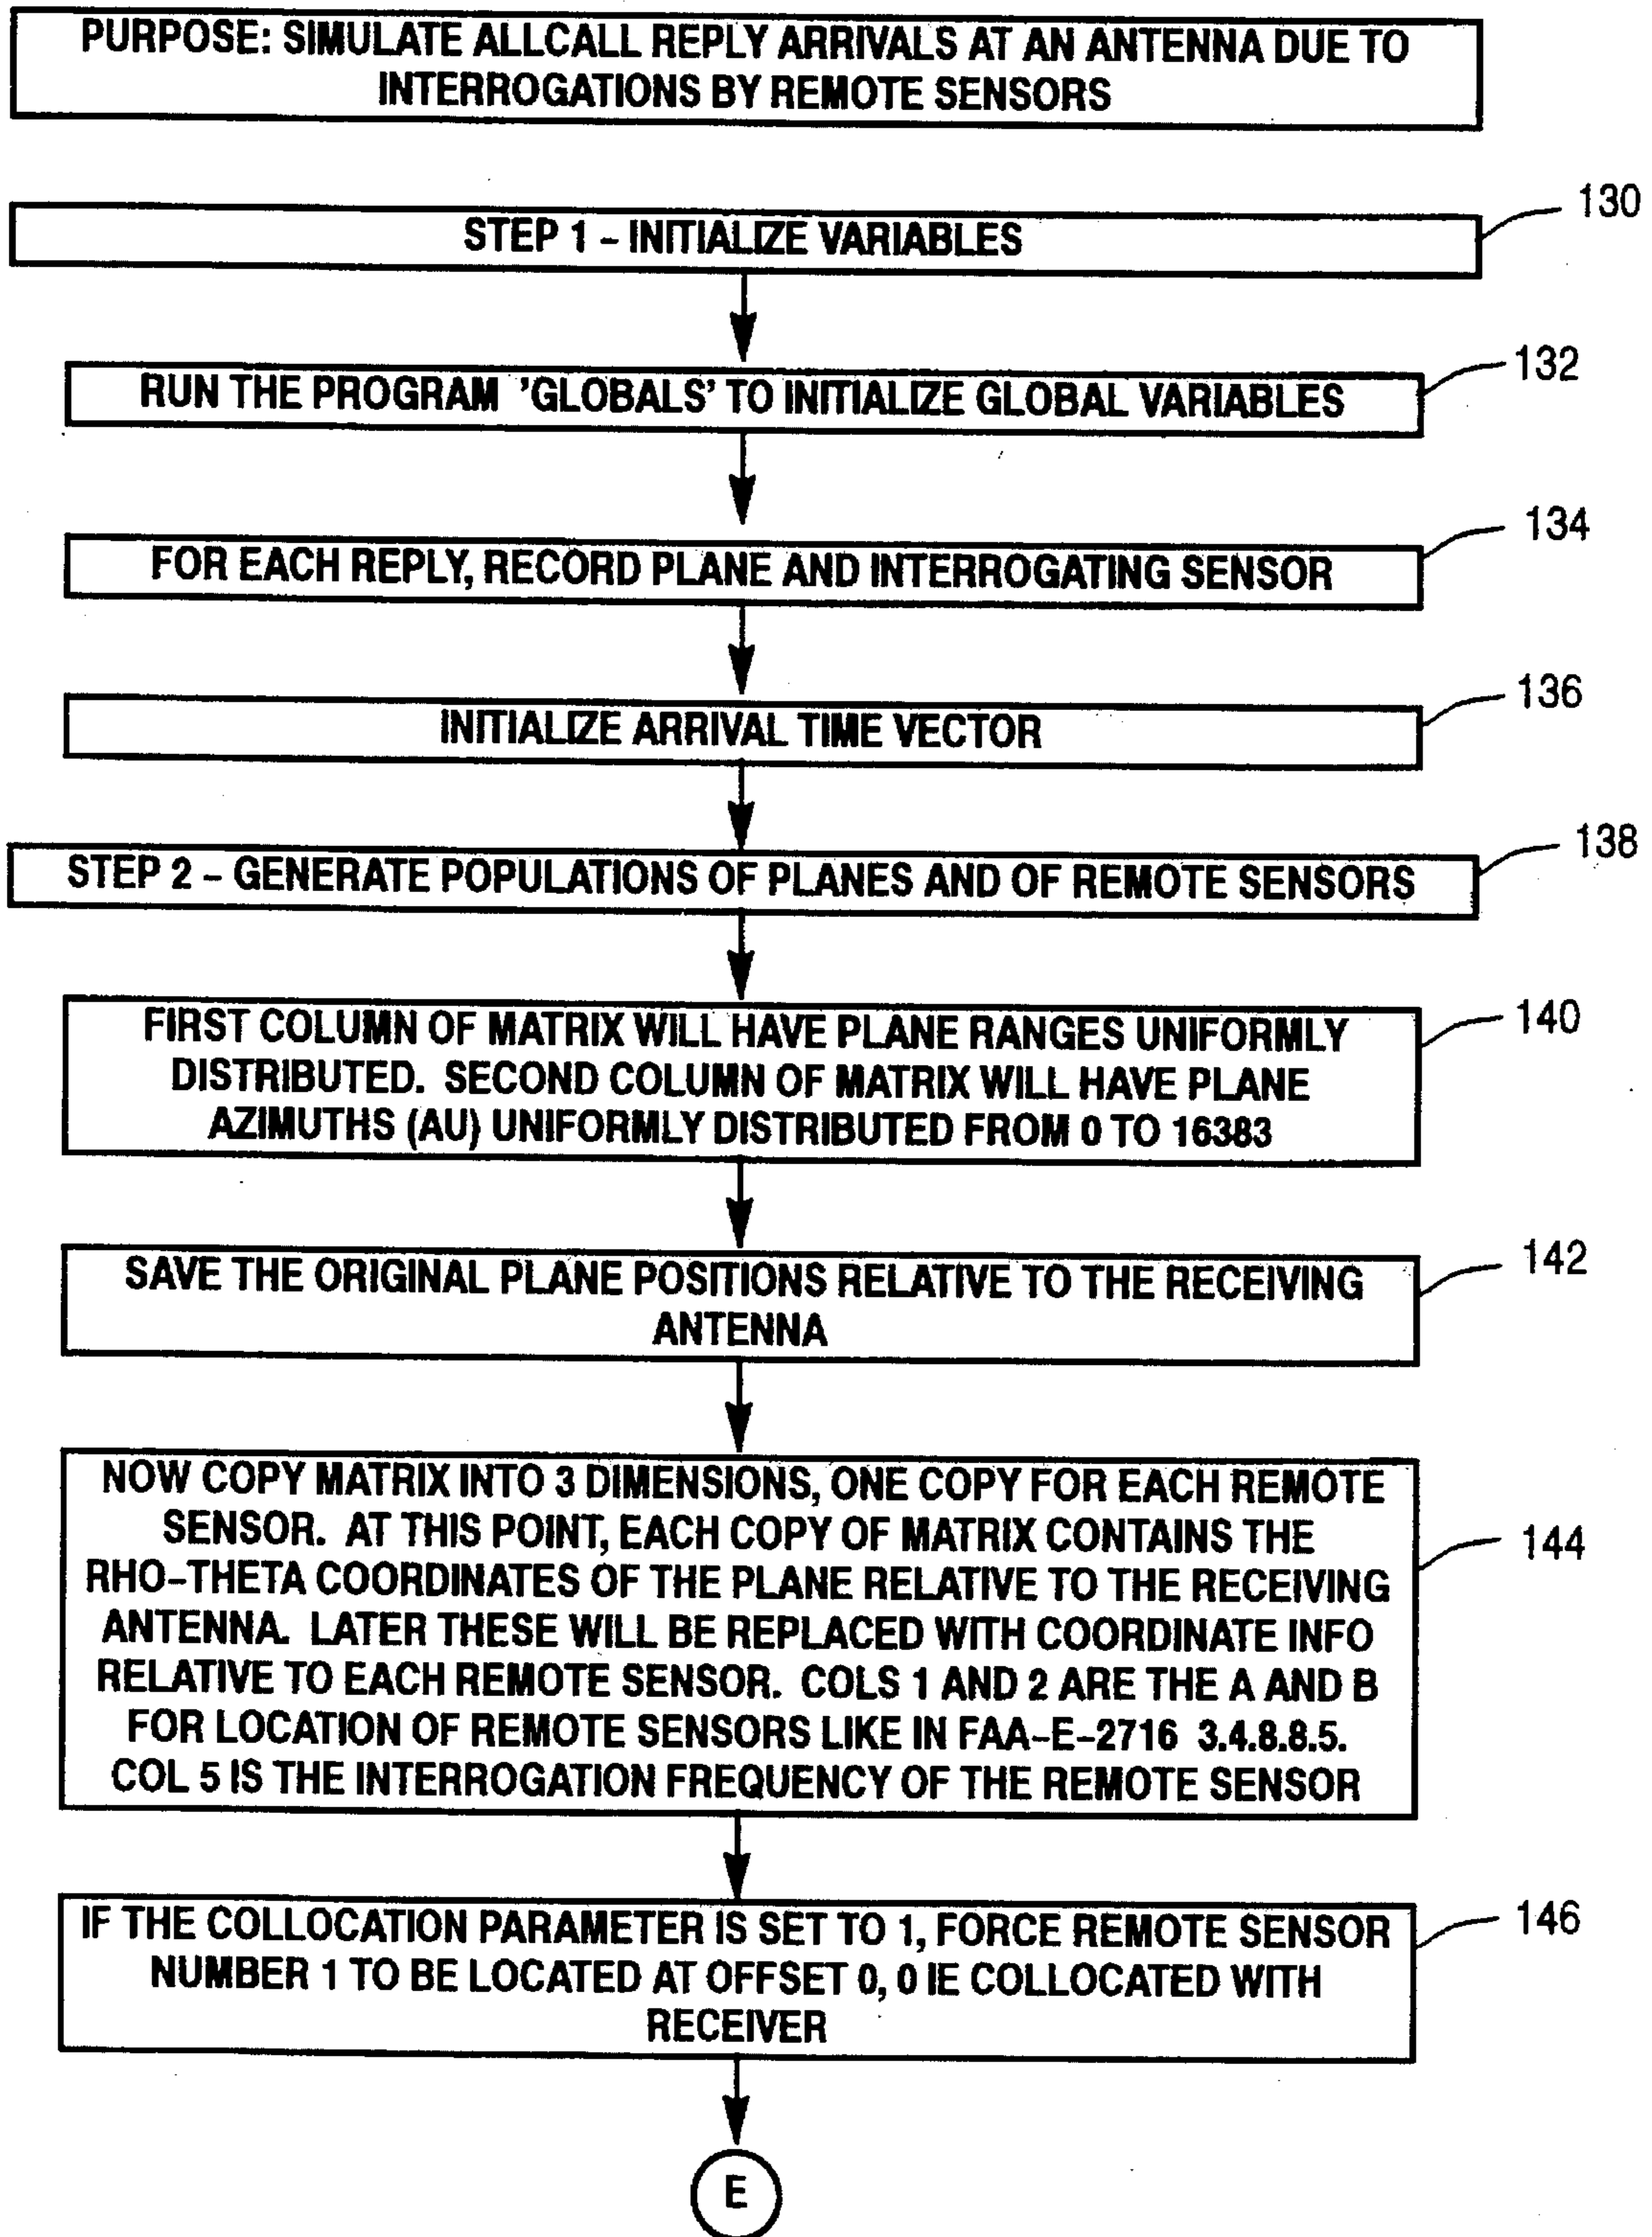 PURPOSE: SIMULATE ALLCALL REPLY ARRIVALS AT AN ANTENNA DUE TO
INTERROGATIONS BY REMOTE SENSORS
130
STEP 1 – INITIALIZE VARIABLES
132
RUN THE PROGRAM 'GLOBALS' TO INITIALIZE GLOBAL VARIABLES
134
FOR EACH REPLY, RECORD PLANE AND INTERROGATING SENSOR
136
INITIALIZE ARRIVAL TIME VECTOR
138
STEP 2 – GENERATE POPULATIONS OF PLANES AND OF REMOTE SENSORS
140
FIRST COLUMN OF MATRIX WILL HAVE PLANE RANGES UNIFORMLY
DISTRIBUTED. SECOND COLUMN OF MATRIX WILL HAVE PLANE
AZIMUTHS (AU) UNIFORMLY DISTRIBUTED FROM 0 TO 16383
142
SAVE THE ORIGINAL PLANE POSITIONS RELATIVE TO THE RECEIVING
ANTENNA
144
NOW COPY MATRIX INTO 3 DIMENSIONS, ONE COPY FOR EACH REMOTE
SENSOR. AT THIS POINT, EACH COPY OF MATRIX CONTAINS THE
RHO–THETA COORDINATES OF THE PLANE RELATIVE TO THE RECEIVING
ANTENNA. LATER THESE WILL BE REPLACED WITH COORDINATE INFO
RELATIVE TO EACH REMOTE SENSOR. COLS 1 AND 2 ARE THE A AND B
FOR LOCATION OF REMOTE SENSORS LIKE IN FAA–E–2716 3.4.8.8.5.
COL 5 IS THE INTERROGATION FREQUENCY OF THE REMOTE SENSOR
146
IF THE COLLOCATION PARAMETER IS SET TO 1, FORCE REMOTE SENSOR
NUMBER 1 TO BE LOCATED AT OFFSET 0, 0 IE COLLOCATED WITH
RECEIVER
E